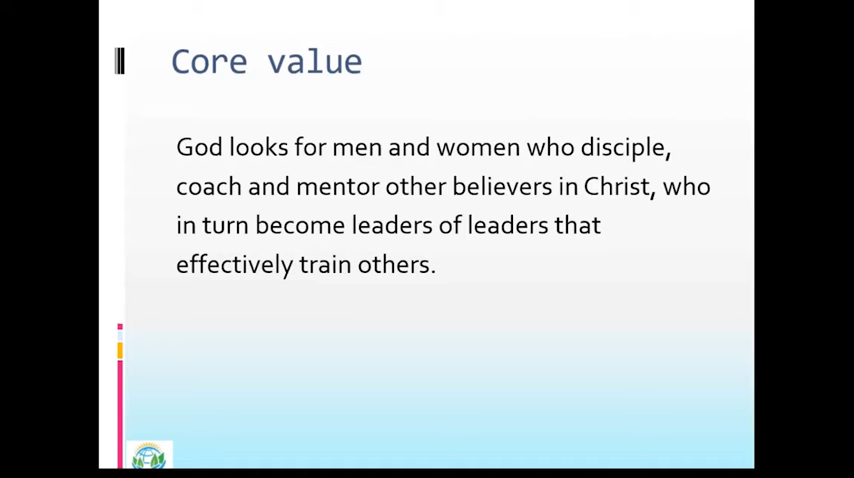 Core value
God looks for men and women who disciple,
coach and mentor other believers in Christ, who
in turn become leaders of leaders that
effectively train others.